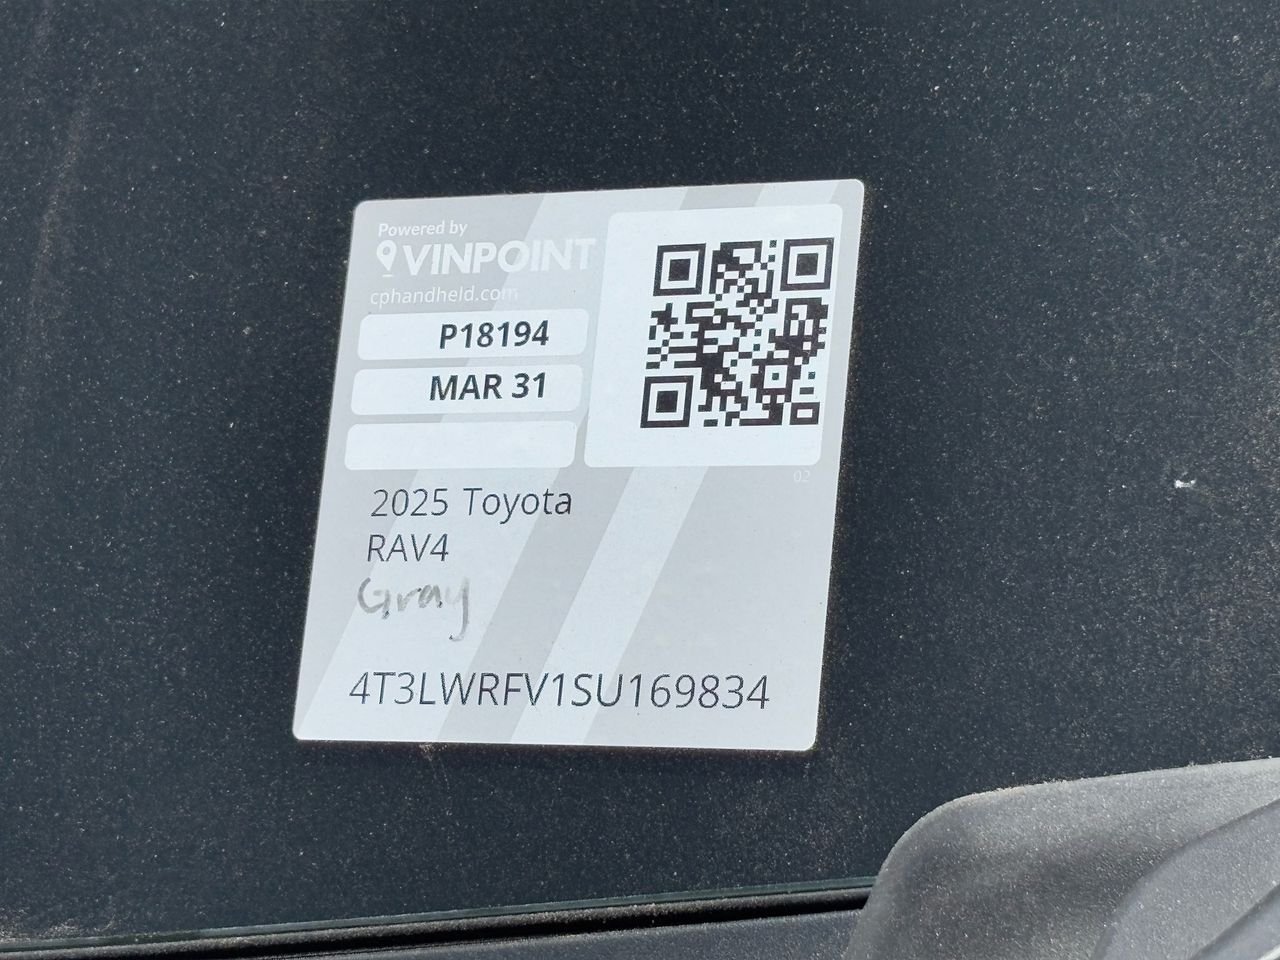 Powered by
VINPOINT
cphandheld.com
P18194
MAR 31
02
2025 Toyota
RAV4
Gray
4T3LWRFV1SU169834